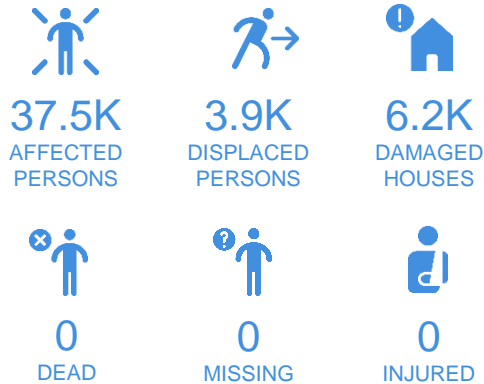 37.5K 3.9K 6.2K
AFFECTED DISPLACED DAMAGED
PERSONS PERSONS HOUSES
0 0 0
DEAD MISSING INJURED